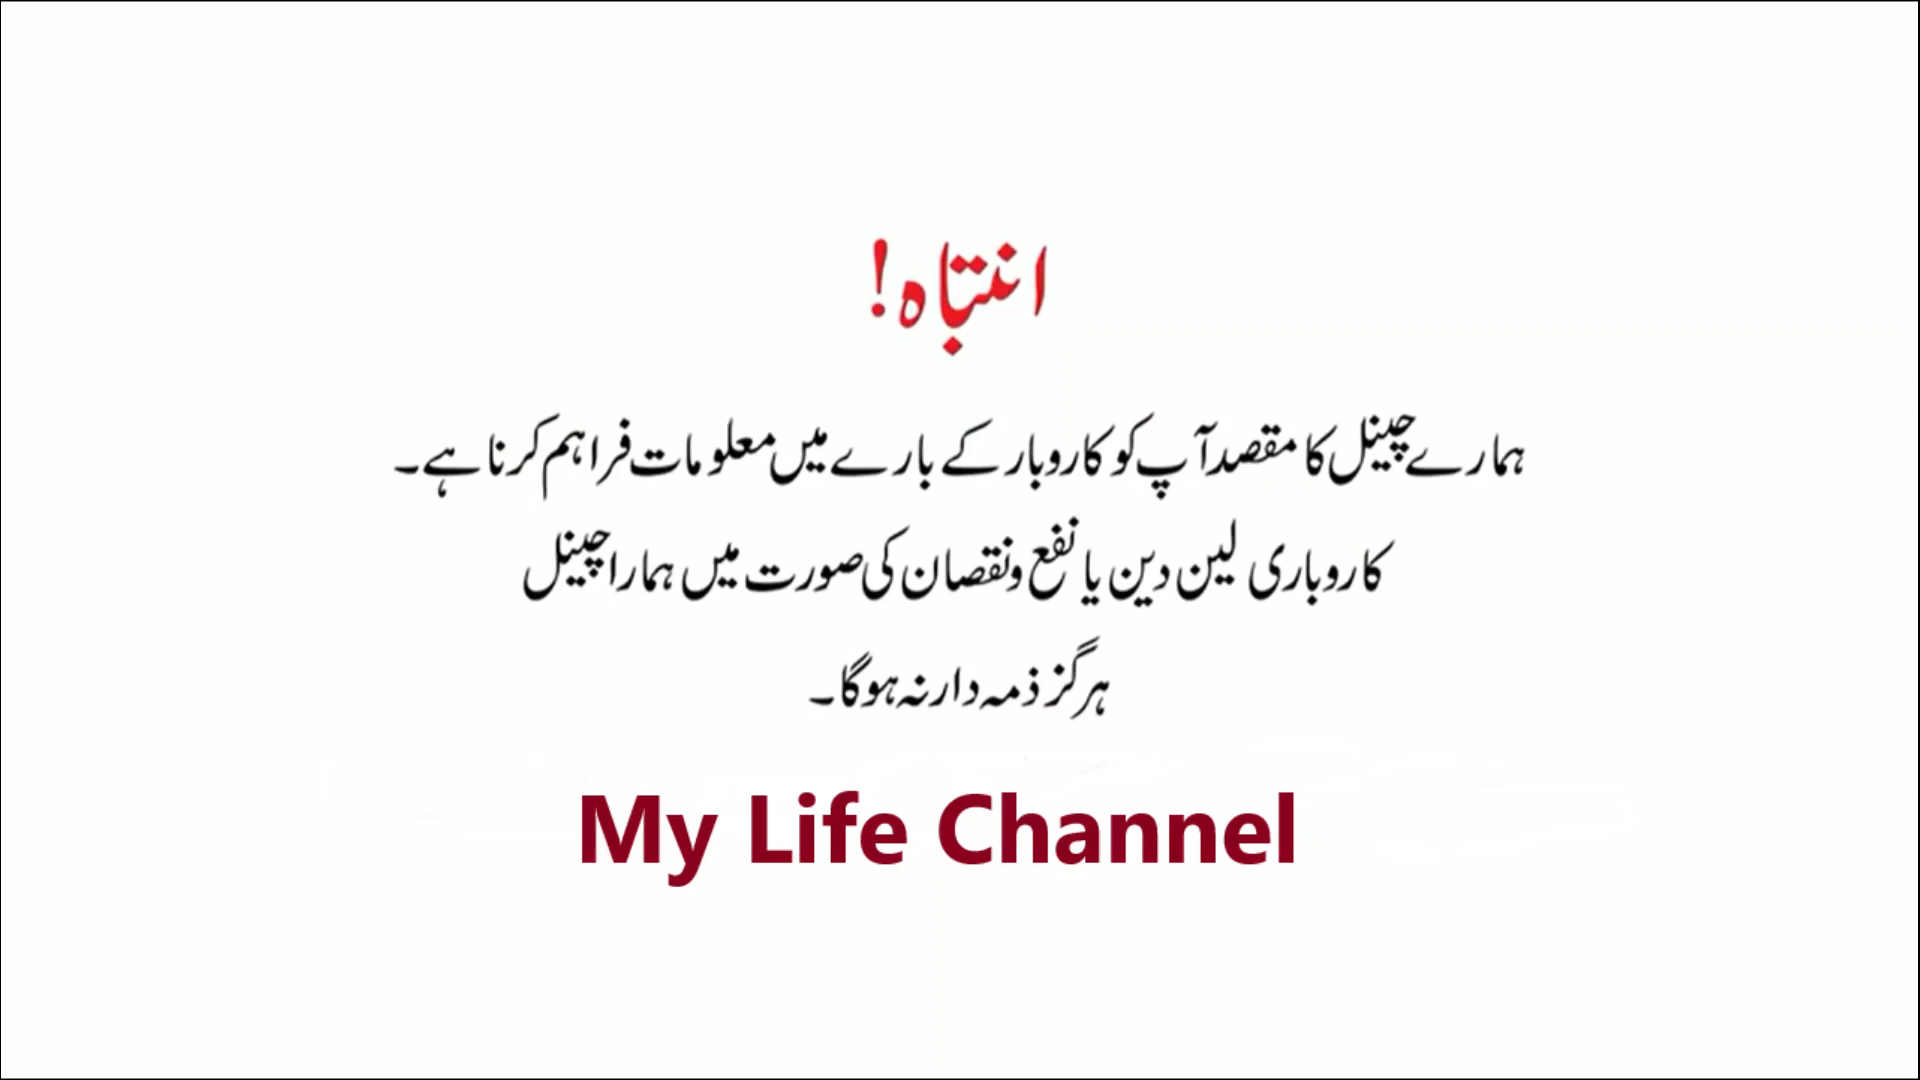 انتباہ!
ہمارے چینل کا مقصد آپ کو کاروبار کے بارے میں معلومات فراہم کرنا ہے۔
کاروباری لین دین یا نفع و نقصان کی صورت میں ہمارا چینل
ہرگز ذمہ دار نہ ہوگا۔
My Life Channel